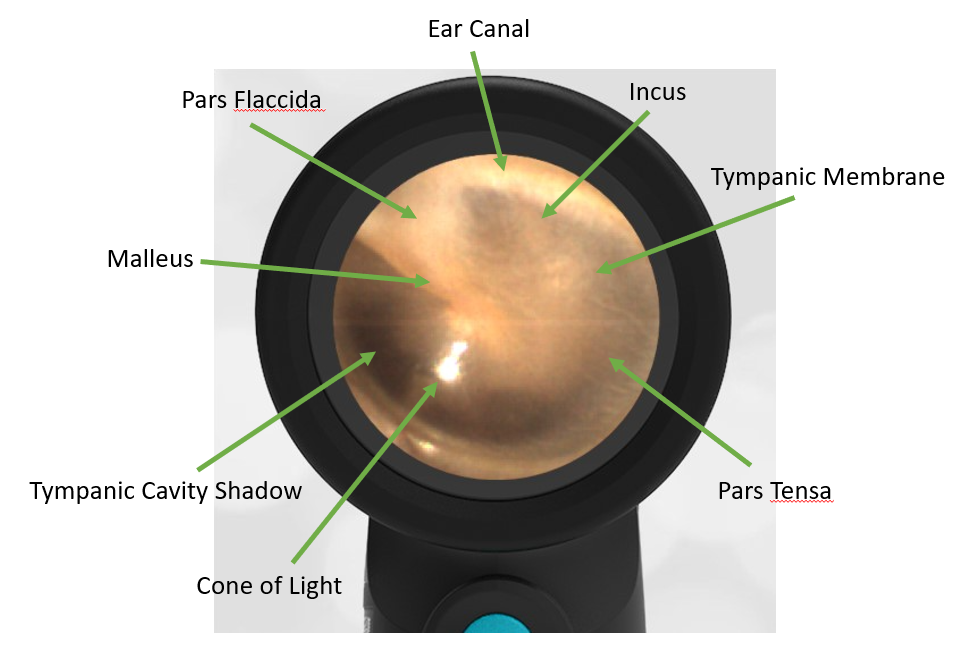 Ear Canal
Pars Flaccida
Incus
Tympanic Membrane
Malleus
Tympanic Cavity Shadow
Pars Tensa
Cone of Light